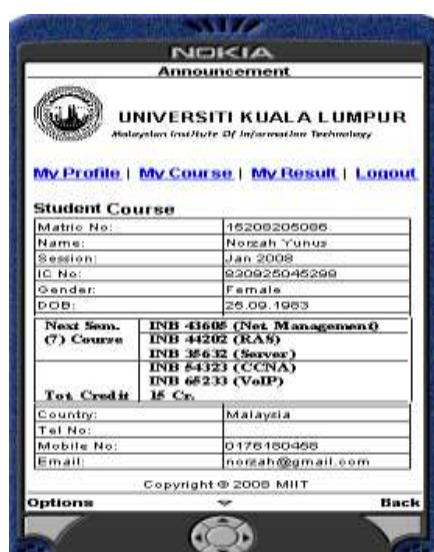 NOKIA
Announcement
UNIVERSITI KUALA LUMPUR
Malaysian Institute Of Information Technology
My Profile | My Course | My Result | Logout
Student Course
Matric No: 15208205086
Name: Norzah Yunus
Session: Jan 2008
IC No: 830925045299
Gender: Female
DOB: 25.09.1983
Next Sem. INB 43605 (Net. Management)
(7) Course INB 44202 (RAS)
INB 35632 (Server)
INB 54323 (CCNA)
INB 65233 (VoIP)
Tot. Credit 15 Cr.
Country: Malaysia
Tel No:
Mobile No: 0176180468
Email: norzah@gmail.com
Copyright © 2008 MIIT
Options Back